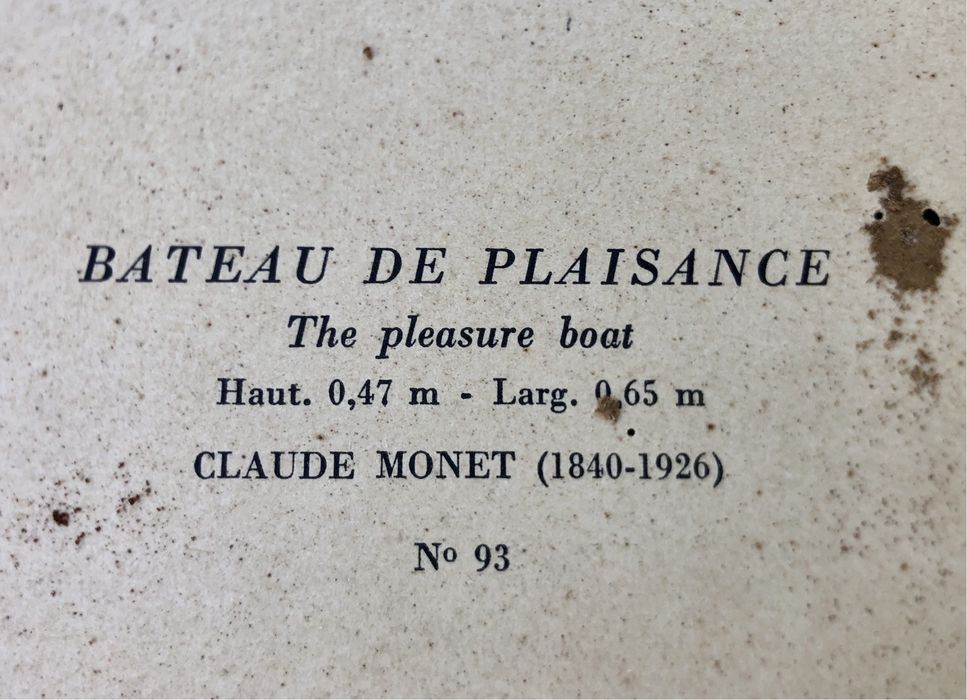 BATEAU DE PLAISANCE
The pleasure boat
Haut. 0,47 m - Larg. 0,65 m
CLAUDE MONET (1840-1926)
Nº 93